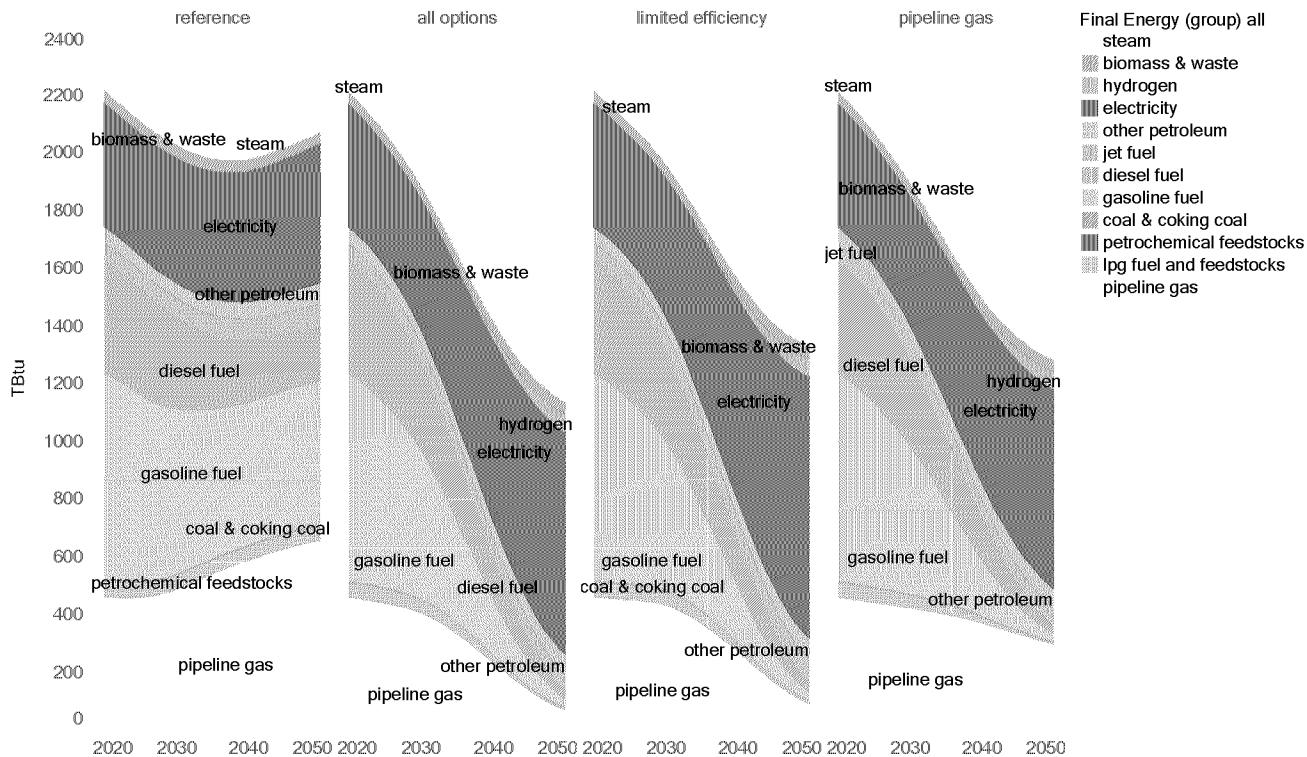 reference
all options
limited efficiency
pipeline gas
Final Energy (group) all
steam
biomass & waste
hydrogen
electricity
other petroleum
jet fuel
diesel fuel
gasoline fuel
coal & coking coal
petrochemical feedstocks
lpg fuel and feedstocks
pipeline gas
TBtu
2400
2200
2000
1800
1600
1400
1200
1000
800
600
400
200
0
biomass & waste
steam
electricity
other petroleum
diesel fuel
gasoline fuel
coal & coking coal
petrochemical feedstocks
pipeline gas
steam
biomass & waste
hydrogen
electricity
gasoline fuel
diesel fuel
other petroleum
pipeline gas
steam
biomass & waste
electricity
gasoline fuel
coal & coking coal
other petroleum
pipeline gas
steam
biomass & waste
jet fuel
diesel fuel
hydrogen
electricity
gasoline fuel
other petroleum
pipeline gas
2020 2030 2040 2050
2020 2030 2040 2050
2020 2030 2040 2050
2020 2030 2040 2050